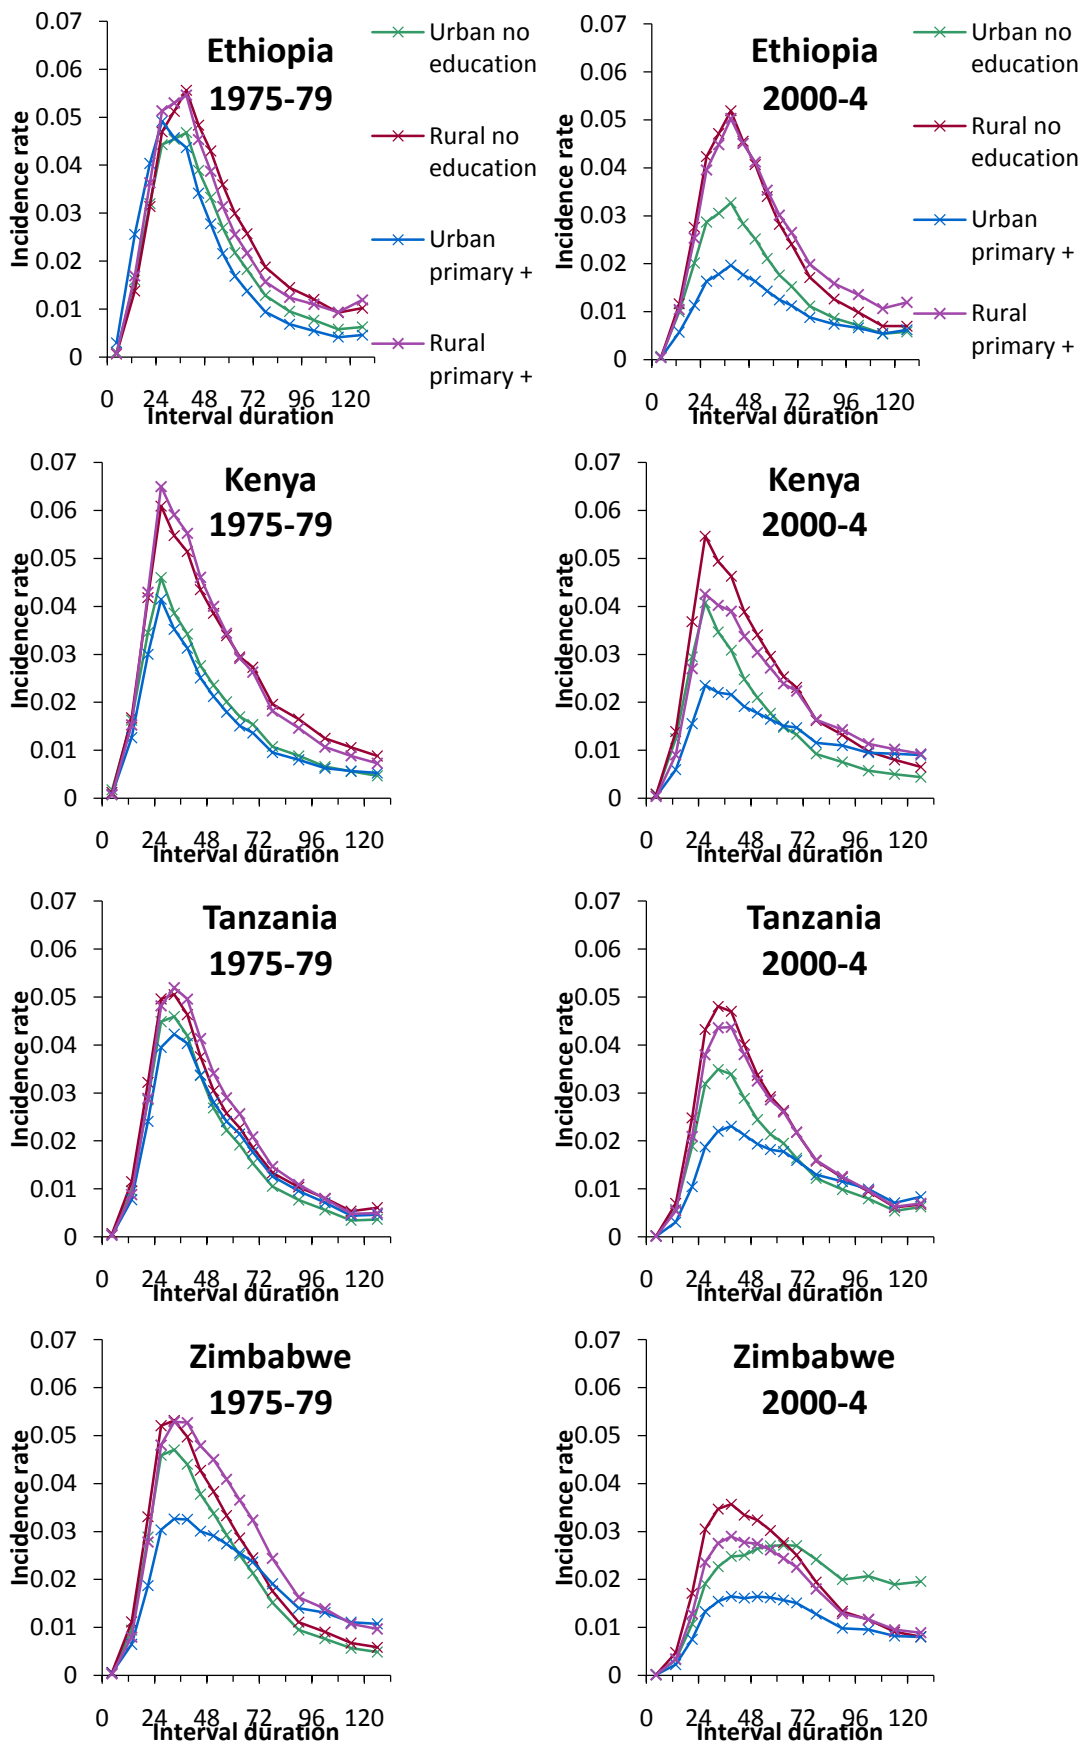 Ethiopia
1975-79
0.07
0.06
0.05
0.04
0.03
0.02
0.01
0
Incidence rate
0 24 48 72 96 120
Interval duration
Urban no
education
Rural no
education
Urban
primary +
Rural
primary +
Ethiopia
2000-4
0.07
0.06
0.05
0.04
0.03
0.02
0.01
0
Incidence rate
0 24 48 72 96 120
Interval duration
Urban no
education
Rural no
education
Urban
primary +
Rural
primary +
Kenya
1975-79
0.07
0.06
0.05
0.04
0.03
0.02
0.01
0
Incidence rate
0 24 48 72 96 120
Interval duration
Kenya
2000-4
0.07
0.06
0.05
0.04
0.03
0.02
0.01
0
Incidence rate
0 24 48 72 96 120
Interval duration
Tanzania
1975-79
0.07
0.06
0.05
0.04
0.03
0.02
0.01
0
Incidence rate
0 24 48 72 96 120
Interval duration
Tanzania
2000-4
0.07
0.06
0.05
0.04
0.03
0.02
0.01
0
Incidence rate
0 24 48 72 96 120
Interval duration
Zimbabwe
1975-79
0.07
0.06
0.05
0.04
0.03
0.02
0.01
0
Incidence rate
0 24 48 72 96 120
Interval duration
Zimbabwe
2000-4
0.07
0.06
0.05
0.04
0.03
0.02
0.01
0
Incidence rate
0 24 48 72 96 120
Interval duration